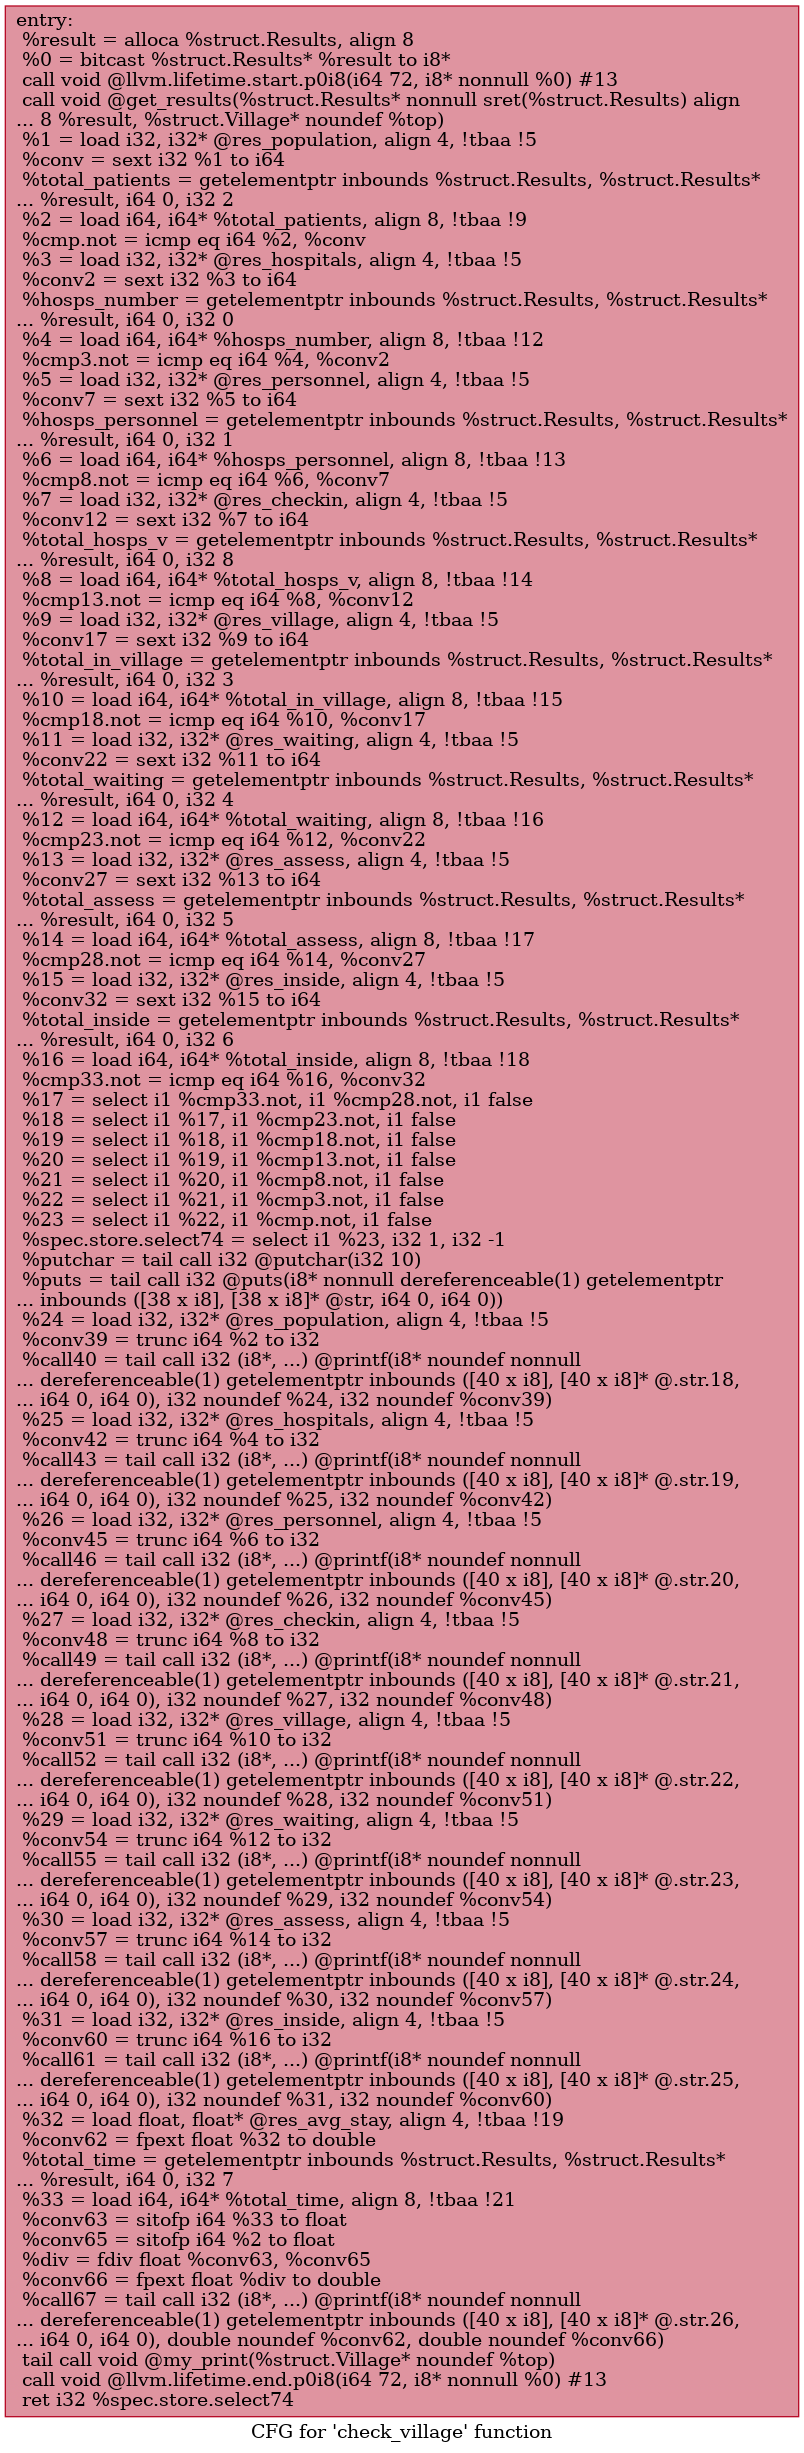 entry:
%result = alloca %struct.Results, align 8
%0 = bitcast %struct.Results* %result to i8*
call void @llvm.lifetime.start.p0i8(i64 72, i8* nonnull %0) #13
call void @get_results(%struct.Results* nonnull sret(%struct.Results) align
... 8 %result, %struct.Village* noundef %top)
%1 = load i32, i32* @res_population, align 4, !tbaa !5
%conv = sext i32 %1 to i64
%total_patients = getelementptr inbounds %struct.Results, %struct.Results*
... %result, i64 0, i32 2
%2 = load i64, i64* %total_patients, align 8, !tbaa !9
%cmp.not = icmp eq i64 %2, %conv
%3 = load i32, i32* @res_hospitals, align 4, !tbaa !5
%conv2 = sext i32 %3 to i64
%hosps_number = getelementptr inbounds %struct.Results, %struct.Results*
... %result, i64 0, i32 0
%4 = load i64, i64* %hosps_number, align 8, !tbaa !12
%cmp3.not = icmp eq i64 %4, %conv2
%5 = load i32, i32* @res_personnel, align 4, !tbaa !5
%conv7 = sext i32 %5 to i64
%hosps_personnel = getelementptr inbounds %struct.Results, %struct.Results*
... %result, i64 0, i32 1
%6 = load i64, i64* %hosps_personnel, align 8, !tbaa !13
%cmp8.not = icmp eq i64 %6, %conv7
%7 = load i32, i32* @res_checkin, align 4, !tbaa !5
%conv12 = sext i32 %7 to i64
%total_hosps_v = getelementptr inbounds %struct.Results, %struct.Results*
... %result, i64 0, i32 8
%8 = load i64, i64* %total_hosps_v, align 8, !tbaa !14
%cmp13.not = icmp eq i64 %8, %conv12
%9 = load i32, i32* @res_village, align 4, !tbaa !5
%conv17 = sext i32 %9 to i64
%total_in_village = getelementptr inbounds %struct.Results, %struct.Results*
... %result, i64 0, i32 3
%10 = load i64, i64* %total_in_village, align 8, !tbaa !15
%cmp18.not = icmp eq i64 %10, %conv17
%11 = load i32, i32* @res_waiting, align 4, !tbaa !5
%conv22 = sext i32 %11 to i64
%total_waiting = getelementptr inbounds %struct.Results, %struct.Results*
... %result, i64 0, i32 4
%12 = load i64, i64* %total_waiting, align 8, !tbaa !16
%cmp23.not = icmp eq i64 %12, %conv22
%13 = load i32, i32* @res_assess, align 4, !tbaa !5
%conv27 = sext i32 %13 to i64
%total_assess = getelementptr inbounds %struct.Results, %struct.Results*
... %result, i64 0, i32 5
%14 = load i64, i64* %total_assess, align 8, !tbaa !17
%cmp28.not = icmp eq i64 %14, %conv27
%15 = load i32, i32* @res_inside, align 4, !tbaa !5
%conv32 = sext i32 %15 to i64
%total_inside = getelementptr inbounds %struct.Results, %struct.Results*
... %result, i64 0, i32 6
%16 = load i64, i64* %total_inside, align 8, !tbaa !18
%cmp33.not = icmp eq i64 %16, %conv32
%17 = select i1 %cmp33.not, i1 %cmp28.not, i1 false
%18 = select i1 %17, i1 %cmp23.not, i1 false
%19 = select i1 %18, i1 %cmp18.not, i1 false
%20 = select i1 %19, i1 %cmp13.not, i1 false
%21 = select i1 %20, i1 %cmp8.not, i1 false
%22 = select i1 %21, i1 %cmp3.not, i1 false
%23 = select i1 %22, i1 %cmp.not, i1 false
%spec.store.select74 = select i1 %23, i32 1, i32 -1
%putchar = tail call i32 @putchar(i32 10)
%puts = tail call i32 @puts(i8* nonnull dereferenceable(1) getelementptr
... inbounds ([38 x i8], [38 x i8]* @str, i64 0, i64 0))
%24 = load i32, i32* @res_population, align 4, !tbaa !5
%conv39 = trunc i64 %2 to i32
%call40 = tail call i32 (i8*, ...) @printf(i8* noundef nonnull
... dereferenceable(1) getelementptr inbounds ([40 x i8], [40 x i8]* @.str.18,
... i64 0, i64 0), i32 noundef %24, i32 noundef %conv39)
%25 = load i32, i32* @res_hospitals, align 4, !tbaa !5
%conv42 = trunc i64 %4 to i32
%call43 = tail call i32 (i8*, ...) @printf(i8* noundef nonnull
... dereferenceable(1) getelementptr inbounds ([40 x i8], [40 x i8]* @.str.19,
... i64 0, i64 0), i32 noundef %25, i32 noundef %conv42)
%26 = load i32, i32* @res_personnel, align 4, !tbaa !5
%conv45 = trunc i64 %6 to i32
%call46 = tail call i32 (i8*, ...) @printf(i8* noundef nonnull
... dereferenceable(1) getelementptr inbounds ([40 x i8], [40 x i8]* @.str.20,
... i64 0, i64 0), i32 noundef %26, i32 noundef %conv45)
%27 = load i32, i32* @res_checkin, align 4, !tbaa !5
%conv48 = trunc i64 %8 to i32
%call49 = tail call i32 (i8*, ...) @printf(i8* noundef nonnull
... dereferenceable(1) getelementptr inbounds ([40 x i8], [40 x i8]* @.str.21,
... i64 0, i64 0), i32 noundef %27, i32 noundef %conv48)
%28 = load i32, i32* @res_village, align 4, !tbaa !5
%conv51 = trunc i64 %10 to i32
%call52 = tail call i32 (i8*, ...) @printf(i8* noundef nonnull
... dereferenceable(1) getelementptr inbounds ([40 x i8], [40 x i8]* @.str.22,
... i64 0, i64 0), i32 noundef %28, i32 noundef %conv51)
%29 = load i32, i32* @res_waiting, align 4, !tbaa !5
%conv54 = trunc i64 %12 to i32
%call55 = tail call i32 (i8*, ...) @printf(i8* noundef nonnull
... dereferenceable(1) getelementptr inbounds ([40 x i8], [40 x i8]* @.str.23,
... i64 0, i64 0), i32 noundef %29, i32 noundef %conv54)
%30 = load i32, i32* @res_assess, align 4, !tbaa !5
%conv57 = trunc i64 %14 to i32
%call58 = tail call i32 (i8*, ...) @printf(i8* noundef nonnull
... dereferenceable(1) getelementptr inbounds ([40 x i8], [40 x i8]* @.str.24,
... i64 0, i64 0), i32 noundef %30, i32 noundef %conv57)
%31 = load i32, i32* @res_inside, align 4, !tbaa !5
%conv60 = trunc i64 %16 to i32
%call61 = tail call i32 (i8*, ...) @printf(i8* noundef nonnull
... dereferenceable(1) getelementptr inbounds ([40 x i8], [40 x i8]* @.str.25,
... i64 0, i64 0), i32 noundef %31, i32 noundef %conv60)
%32 = load float, float* @res_avg_stay, align 4, !tbaa !19
%conv62 = fpext float %32 to double
%total_time = getelementptr inbounds %struct.Results, %struct.Results*
... %result, i64 0, i32 7
%33 = load i64, i64* %total_time, align 8, !tbaa !21
%conv63 = sitofp i64 %33 to float
%conv65 = sitofp i64 %2 to float
%div = fdiv float %conv63, %conv65
%conv66 = fpext float %div to double
%call67 = tail call i32 (i8*, ...) @printf(i8* noundef nonnull
... dereferenceable(1) getelementptr inbounds ([40 x i8], [40 x i8]* @.str.26,
... i64 0, i64 0), double noundef %conv62, double noundef %conv66)
tail call void @my_print(%struct.Village* noundef %top)
call void @llvm.lifetime.end.p0i8(i64 72, i8* nonnull %0) #13
ret i32 %spec.store.select74
CFG for 'check_village' function